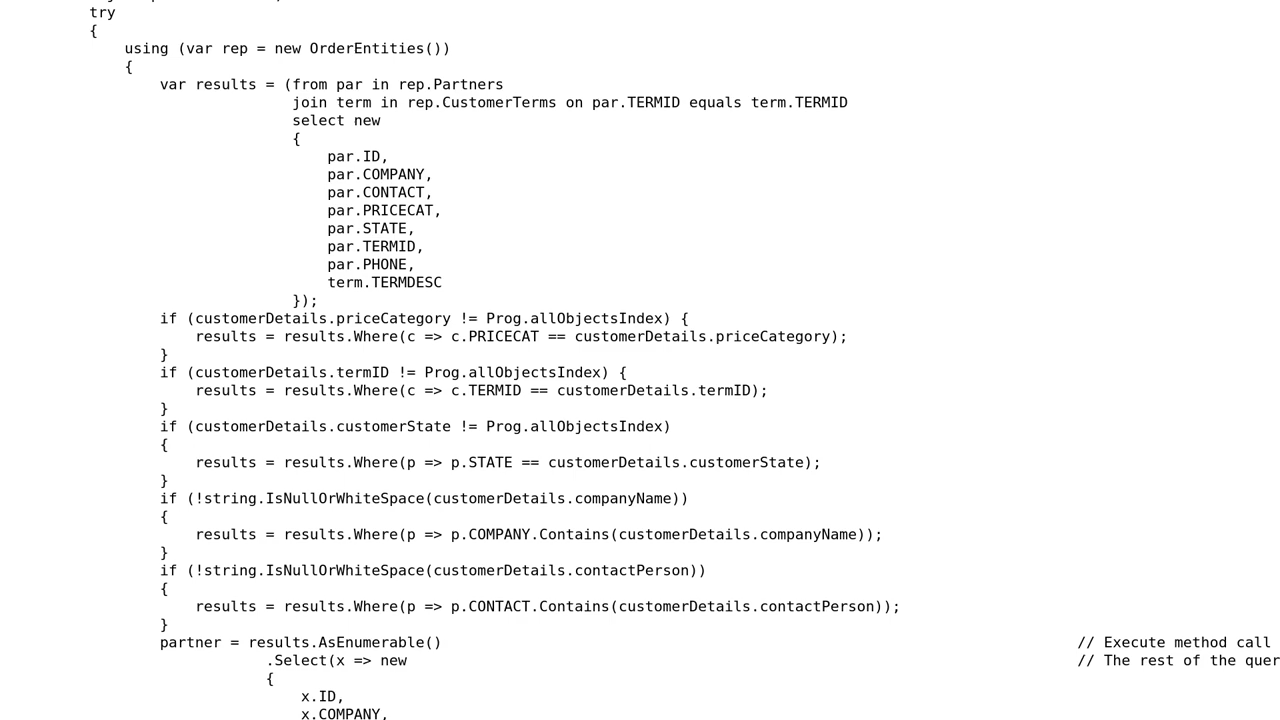 try
{
using (var rep = new OrderEntities())
{
var results = (from par in rep.Partners
join term in rep.CustomerTerms on par.TERMID equals term.TERMID
select new
{
par.ID,
par.COMPANY,
par.CONTACT,
par.PRICECAT,
par.STATE,
par.TERMID,
par.PHONE,
term.TERMDESC
});
if (customerDetails.priceCategory != Prog.allObjectsIndex) {
results = results.Where(c => c.PRICECAT == customerDetails.priceCategory);
}
if (customerDetails.termID != Prog.allObjectsIndex) {
results = results.Where(c => c.TERMID == customerDetails.termID);
}
if (customerDetails.customerState != Prog.allObjectsIndex)
{
results = results.Where(p => p.STATE == customerDetails.customerState);
}
if (!string.IsNullOrWhiteSpace(customerDetails.companyName))
{
results = results.Where(p => p.COMPANY.Contains(customerDetails.companyName));
}
if (!string.IsNullOrWhiteSpace(customerDetails.contactPerson))
{
results = results.Where(p => p.CONTACT.Contains(customerDetails.contactPerson));
}
partner = results.AsEnumerable() // Execute method call
.Select(x => new // The rest of the quer
{
x.ID,
x.COMPANY,